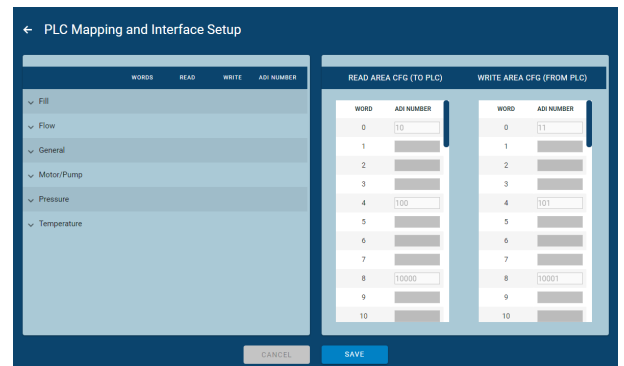 ← PLC Mapping and Interface Setup
WORDS READ WRITE ADI NUMBER
Fill
Flow
General
Motor/Pump
Pressure
Temperature
READ AREA CFG (TO PLC) WRITE AREA CFG (FROM PLC)
WORD ADI NUMBER WORD ADI NUMBER
0 10 0 11
1 1
2 2
3 3
4 100 4 101
5 5
6 6
7 7
8 10000 8 10001
9 9
10 10
CANCEL SAVE